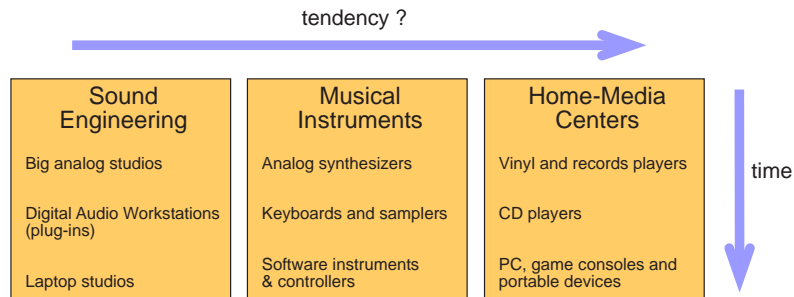 tendency ?
Sound
Engineering
Big analog studios
Digital Audio Workstations
(plug-ins)
Laptop studios
Musical
Instruments
Analog synthesizers
Keyboards and samplers
Software instruments
& controllers
Home-Media
Centers
Vinyl and records players
CD players
PC, game consoles and
portable devices
time